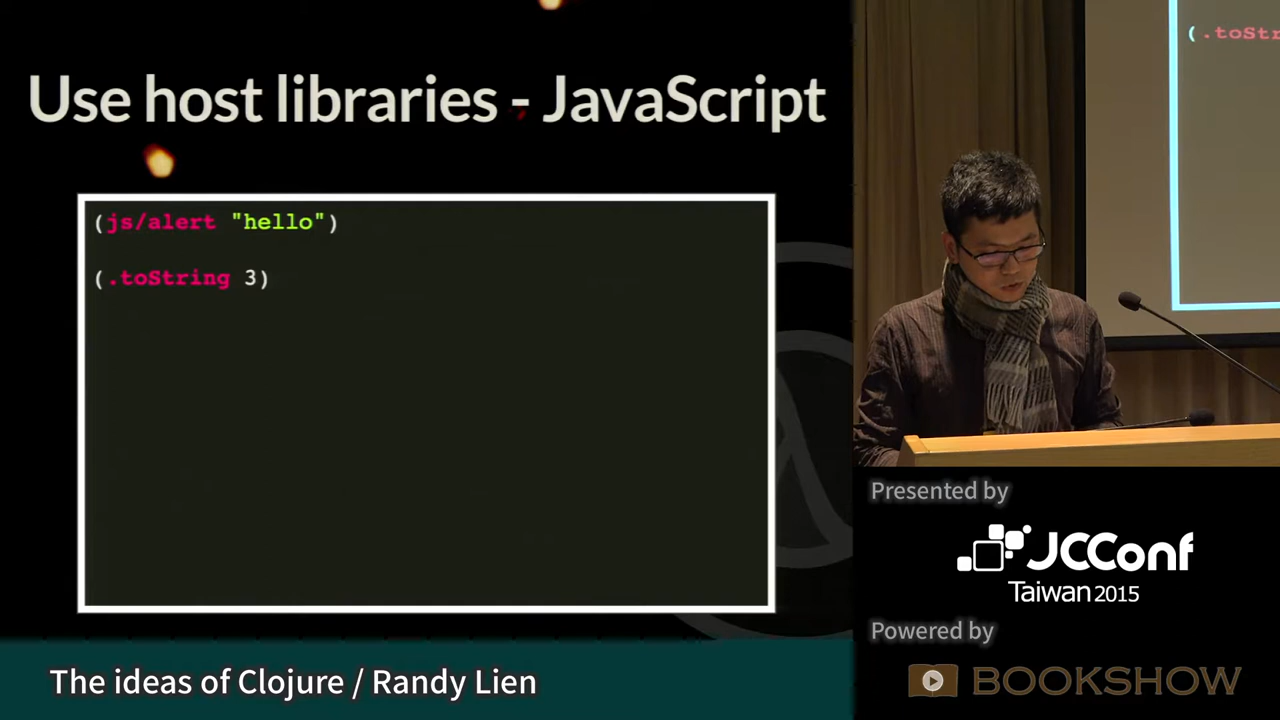 Use host libraries - JavaScript
(js/alert "hello")
(.toString 3)
(.toStr
Presented by
JCConf
Taiwan 2015
Powered by
BOOKSHOW
The ideas of Clojure / Randy Lien